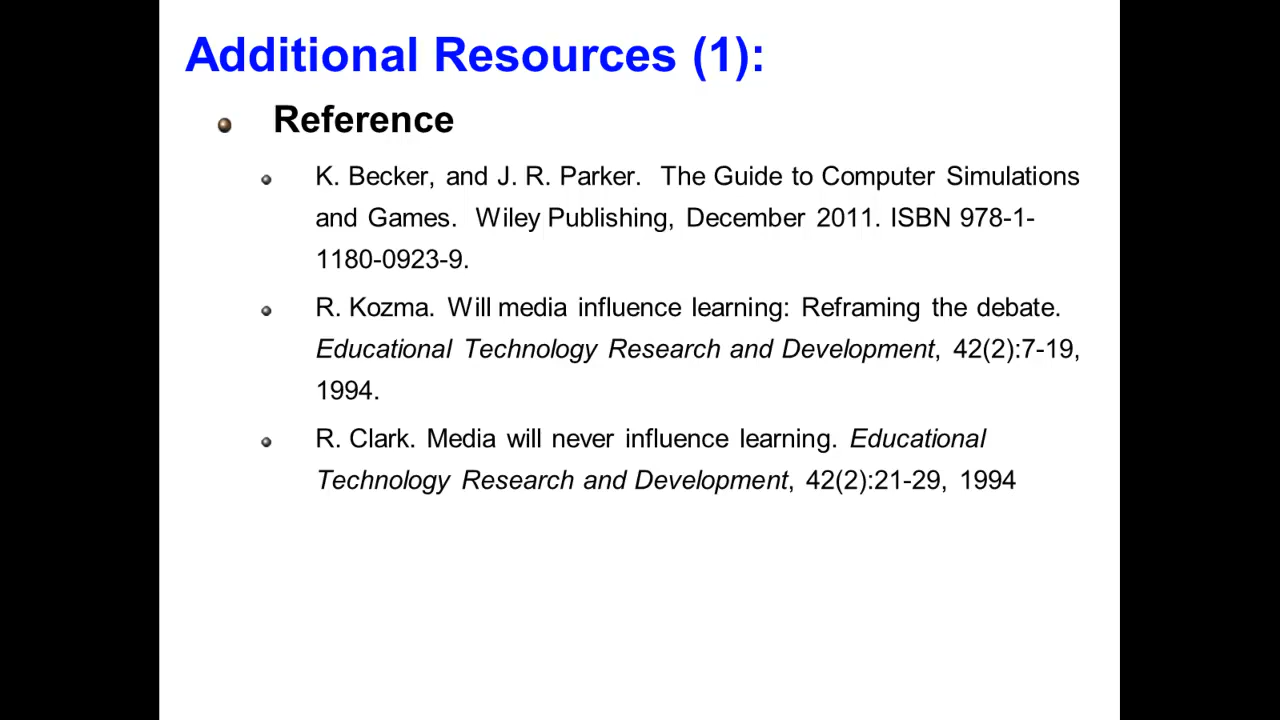 Additional Resources (1):
Reference
K. Becker, and J. R. Parker. The Guide to Computer Simulations
and Games. Wiley Publishing, December 2011. ISBN 978-1-
1180-0923-9.
R. Kozma. Will media influence learning: Reframing the debate.
Educational Technology Research and Development, 42(2):7-19,
1994.
R. Clark. Media will never influence learning. Educational
Technology Research and Development, 42(2):21-29, 1994